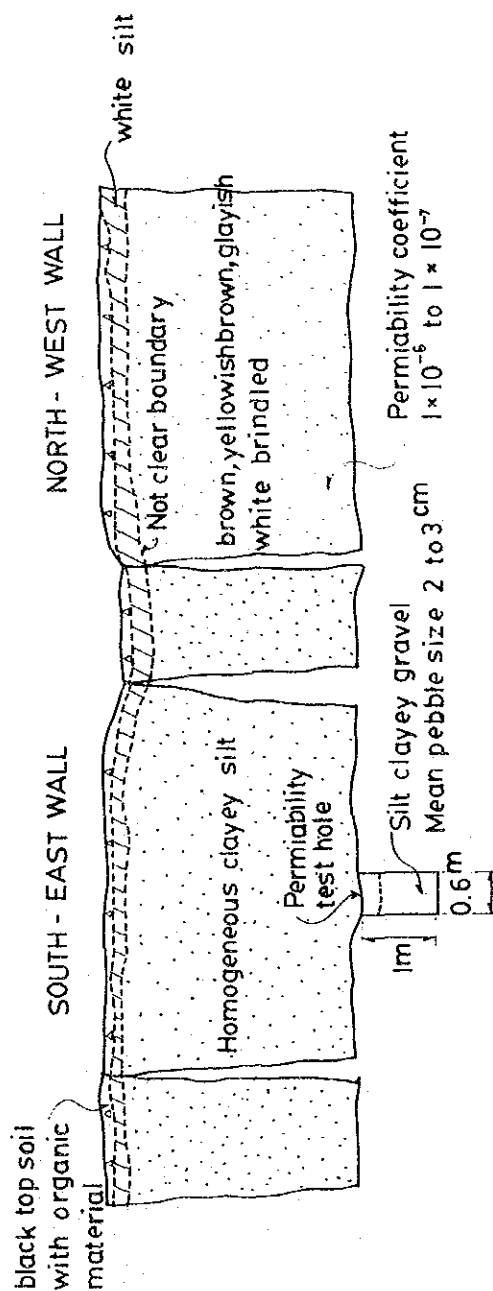 SOUTH - EAST WALL
NORTH - WEST WALL
black top soil
with organic
material
white silt
Not clear boundary
Homogeneous clayey silt
brown,yellowishbrown,glayish
white brindled
Permiability
test hole
1m
0.6m
Silt clayey gravel
Mean pebble size 2 to 3 cm
Permiability coefficient
1×10⁻⁶ to 1×10⁻⁷